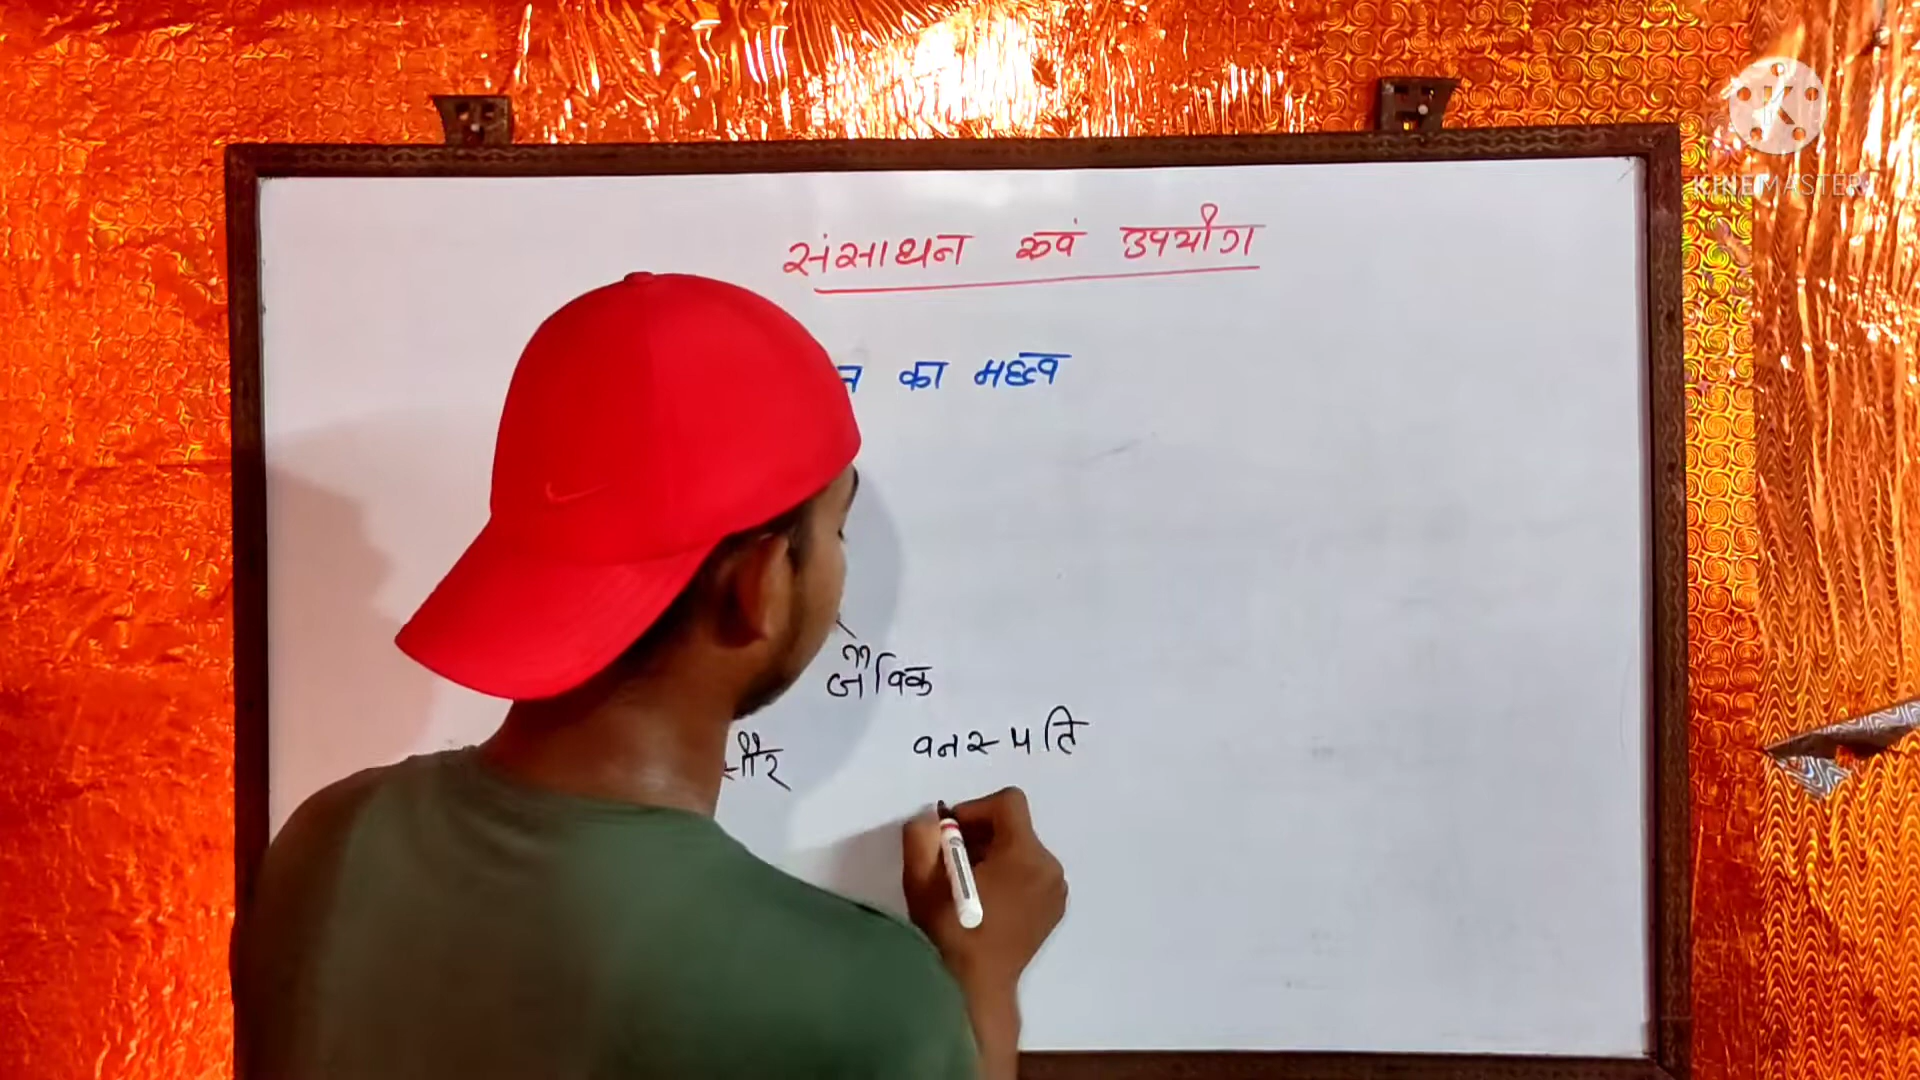 संसाधन एवं उपयोग
का महत्व
जैविक
वनस्पति
सौर
KINEMASTER